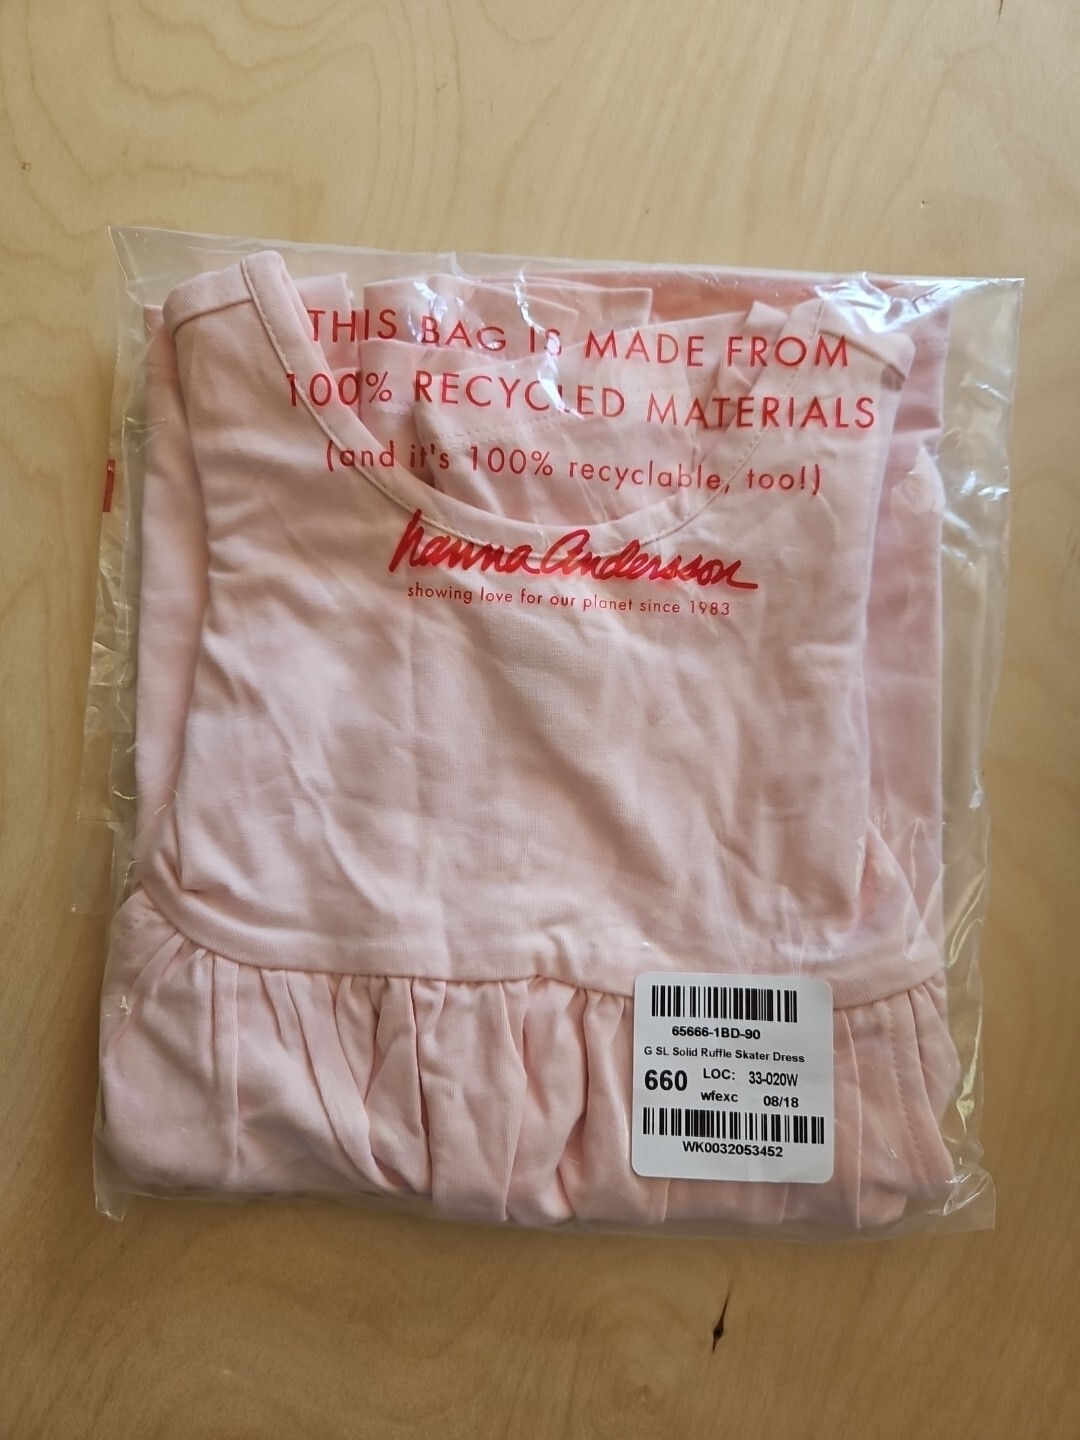 THIS BAG IS MADE FROM
100% RECYCLED MATERIALS
(and it's 100% recyclable, too!)
hanna Andersson
showing love for our planet since 1983
65666-1BD-90
G SL Solid Ruffle Skater Dress
660 LOC: 33-020W
wfexc 08/18
WK0032053452